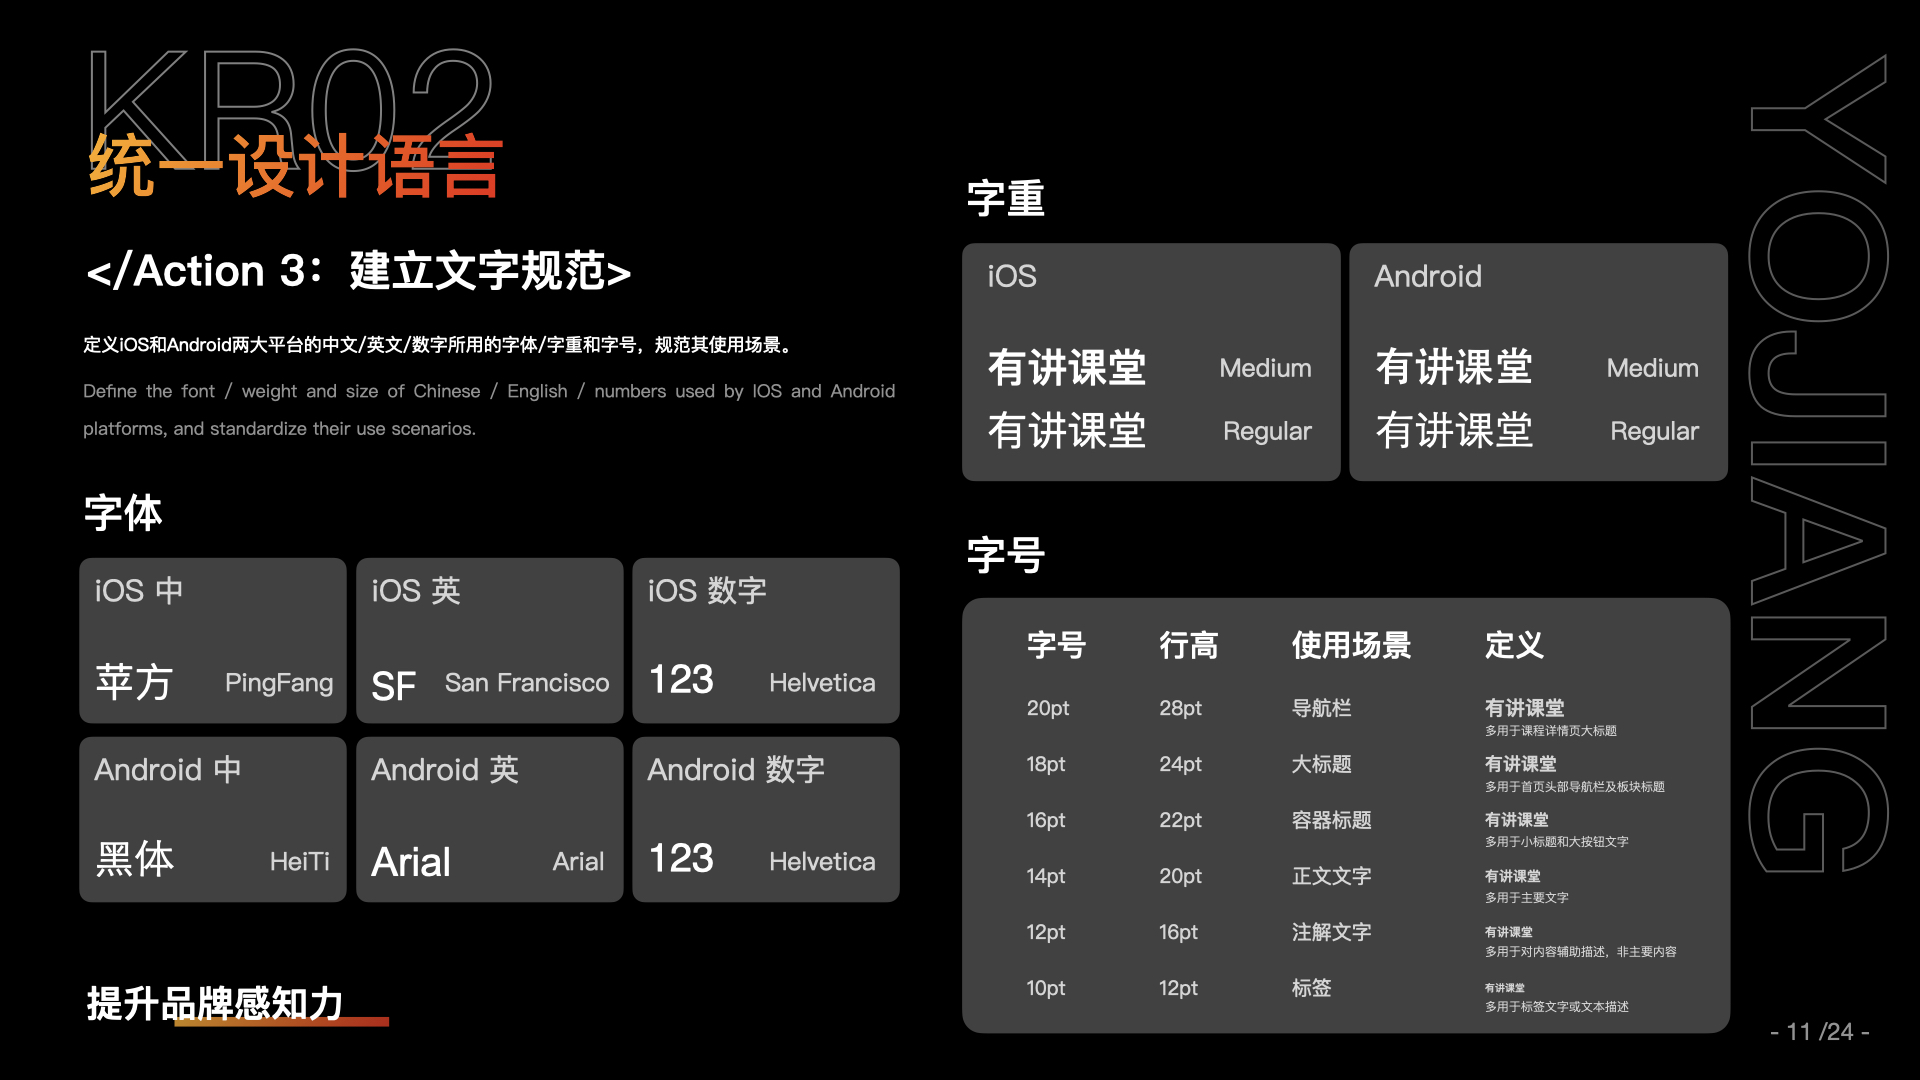 KR02
统一设计语言
</Action 3：建立文字规范>
定义iOS和Android两大平台的中文/英文/数字所用的字体/字重和字号，规范其使用场景。
Define the font / weight and size of Chinese / English / numbers used by IOS and Android
platforms, and standardize their use scenarios.
字体
iOS 中
苹方 PingFang
iOS 英
SF San Francisco
iOS 数字
123 Helvetica
Android 中
黑体 HeiTi
Android 英
Arial Arial
Android 数字
123 Helvetica
提升品牌感知力
字重
iOS
有讲课堂 Medium
有讲课堂 Regular
Android
有讲课堂 Medium
有讲课堂 Regular
字号
字号 行高 使用场景 定义
20pt 28pt 导航栏 有讲课堂
多用于课程详情页大标题
18pt 24pt 大标题 有讲课堂
多用于首页头部导航栏及板块标题
16pt 22pt 容器标题 有讲课堂
多用于小标题和大按钮文字
14pt 20pt 正文文字 有讲课堂
多用于主要文字
12pt 16pt 注解文字 有讲课堂
多用于对内容辅助描述，非主要内容
10pt 12pt 标签 有讲课堂
多用于标签文字或文本描述
YOJIANG
- 11 /24 -